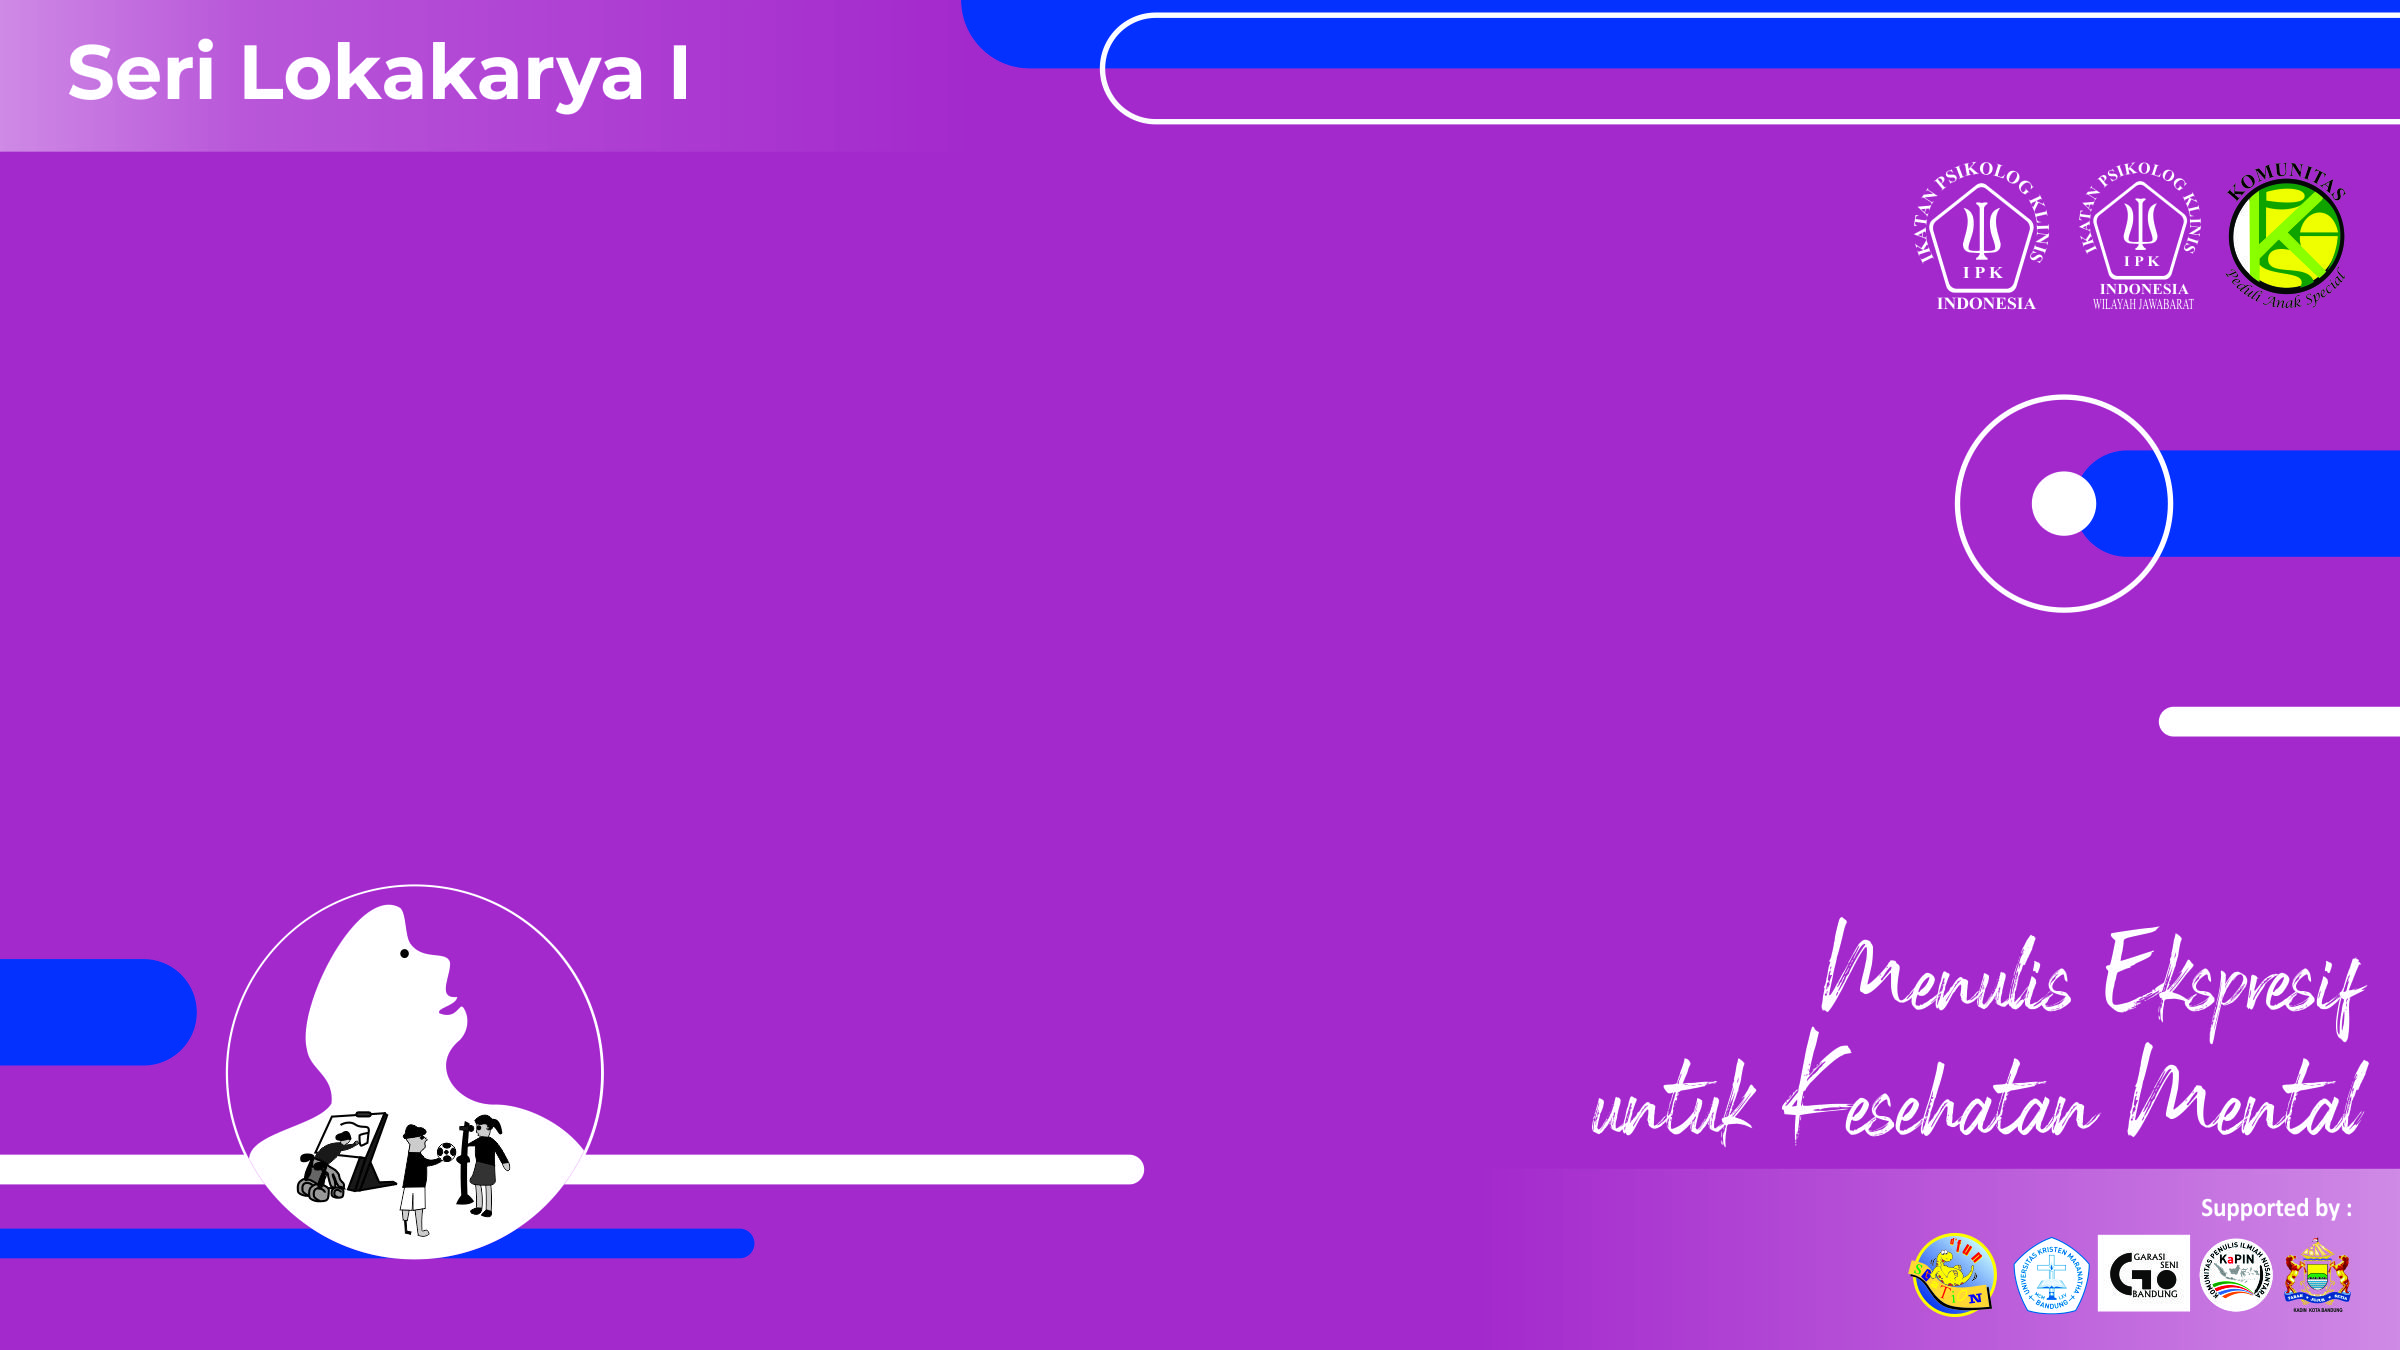 Seri Lokakarya I
IKATAN PSIKOLOG KLINIS
IPK
INDONESIA
IKATAN PSIKOLOG KLINIS
IPK
INDONESIA
WILAYAH JAWABARAT
KOMUNITAS
Peduli Anak Special
Menulis Ekspresif
untuk Kesehatan Mental
Supported by :
UNIVERSITAS KRISTEN MARANATHA
BANDUNG
GARASI
SENI
BANDUNG
KOMUNITAS PENULIS ILMIAH NUSANTARA
KaPIN
KADIN KOTA BANDUNG